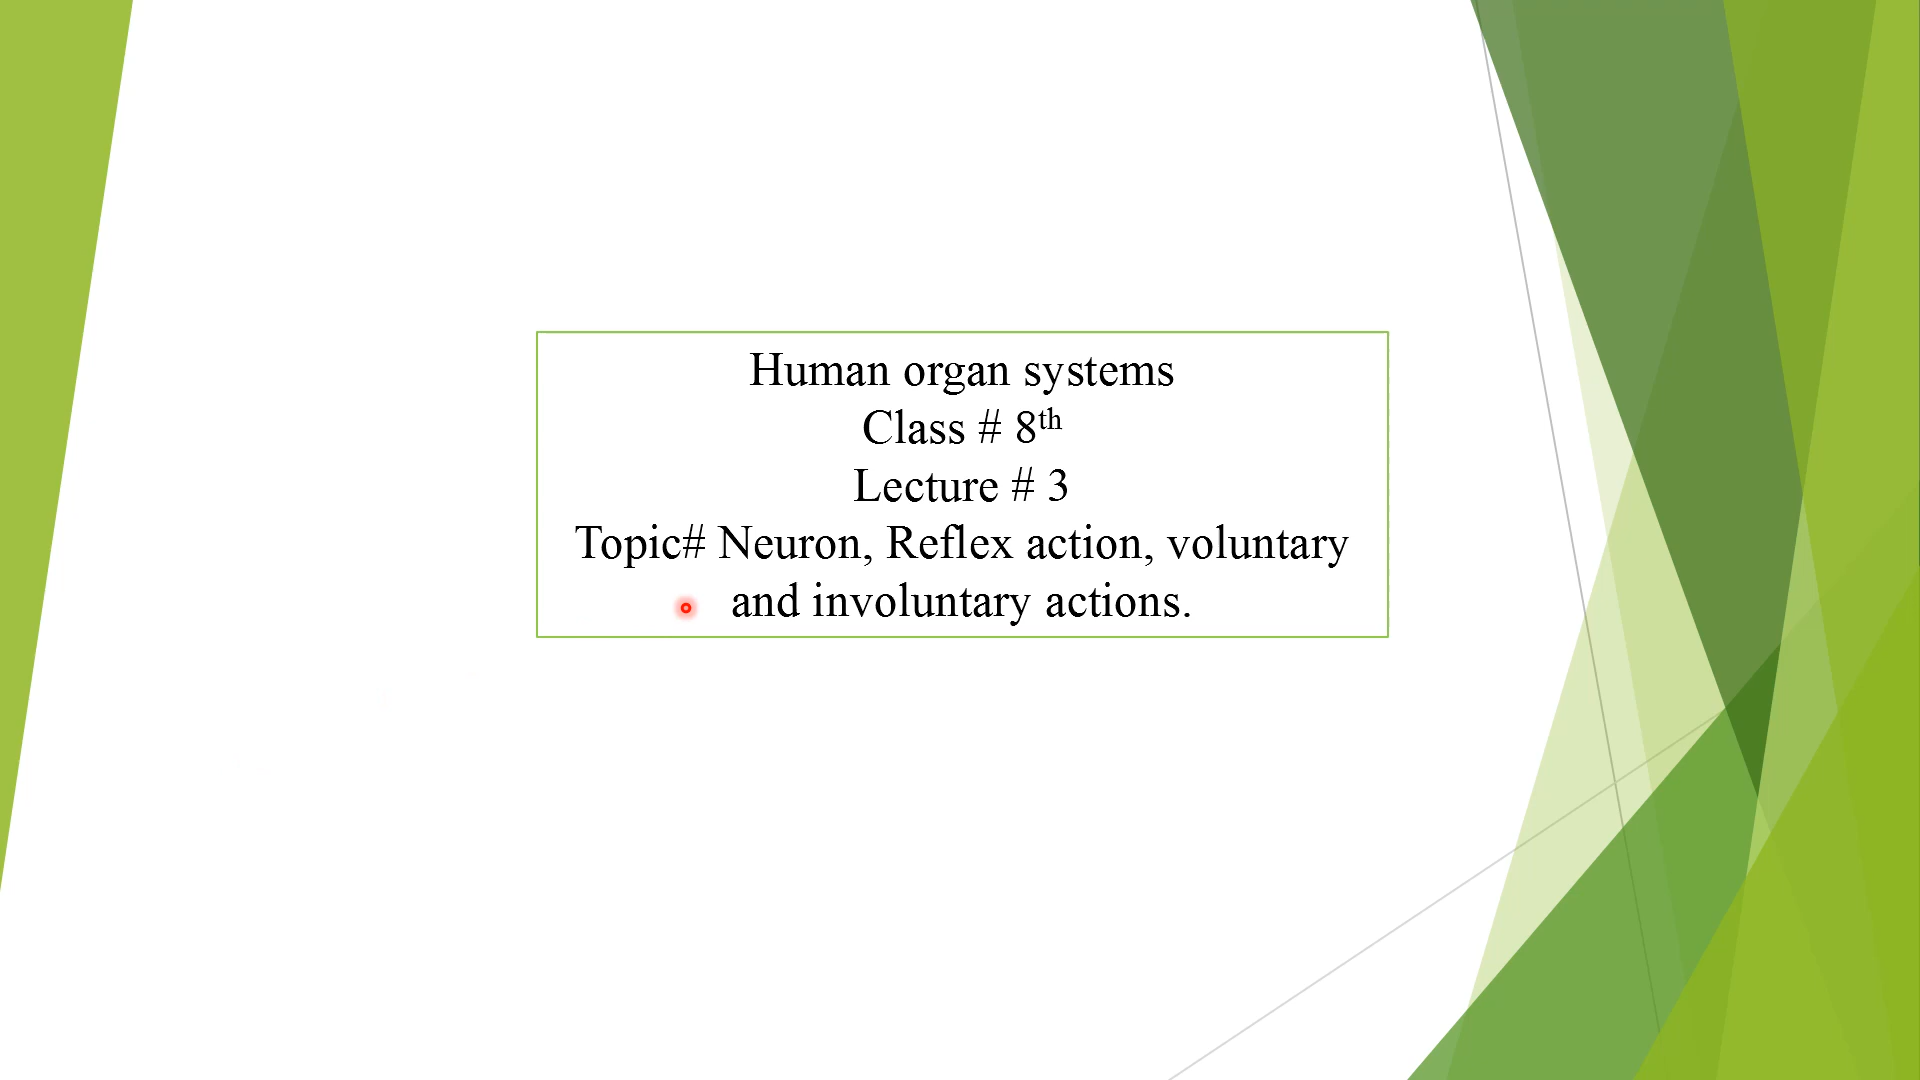 Human organ systems
Class # 8th
Lecture # 3
Topic# Neuron, Reflex action, voluntary
and involuntary actions.